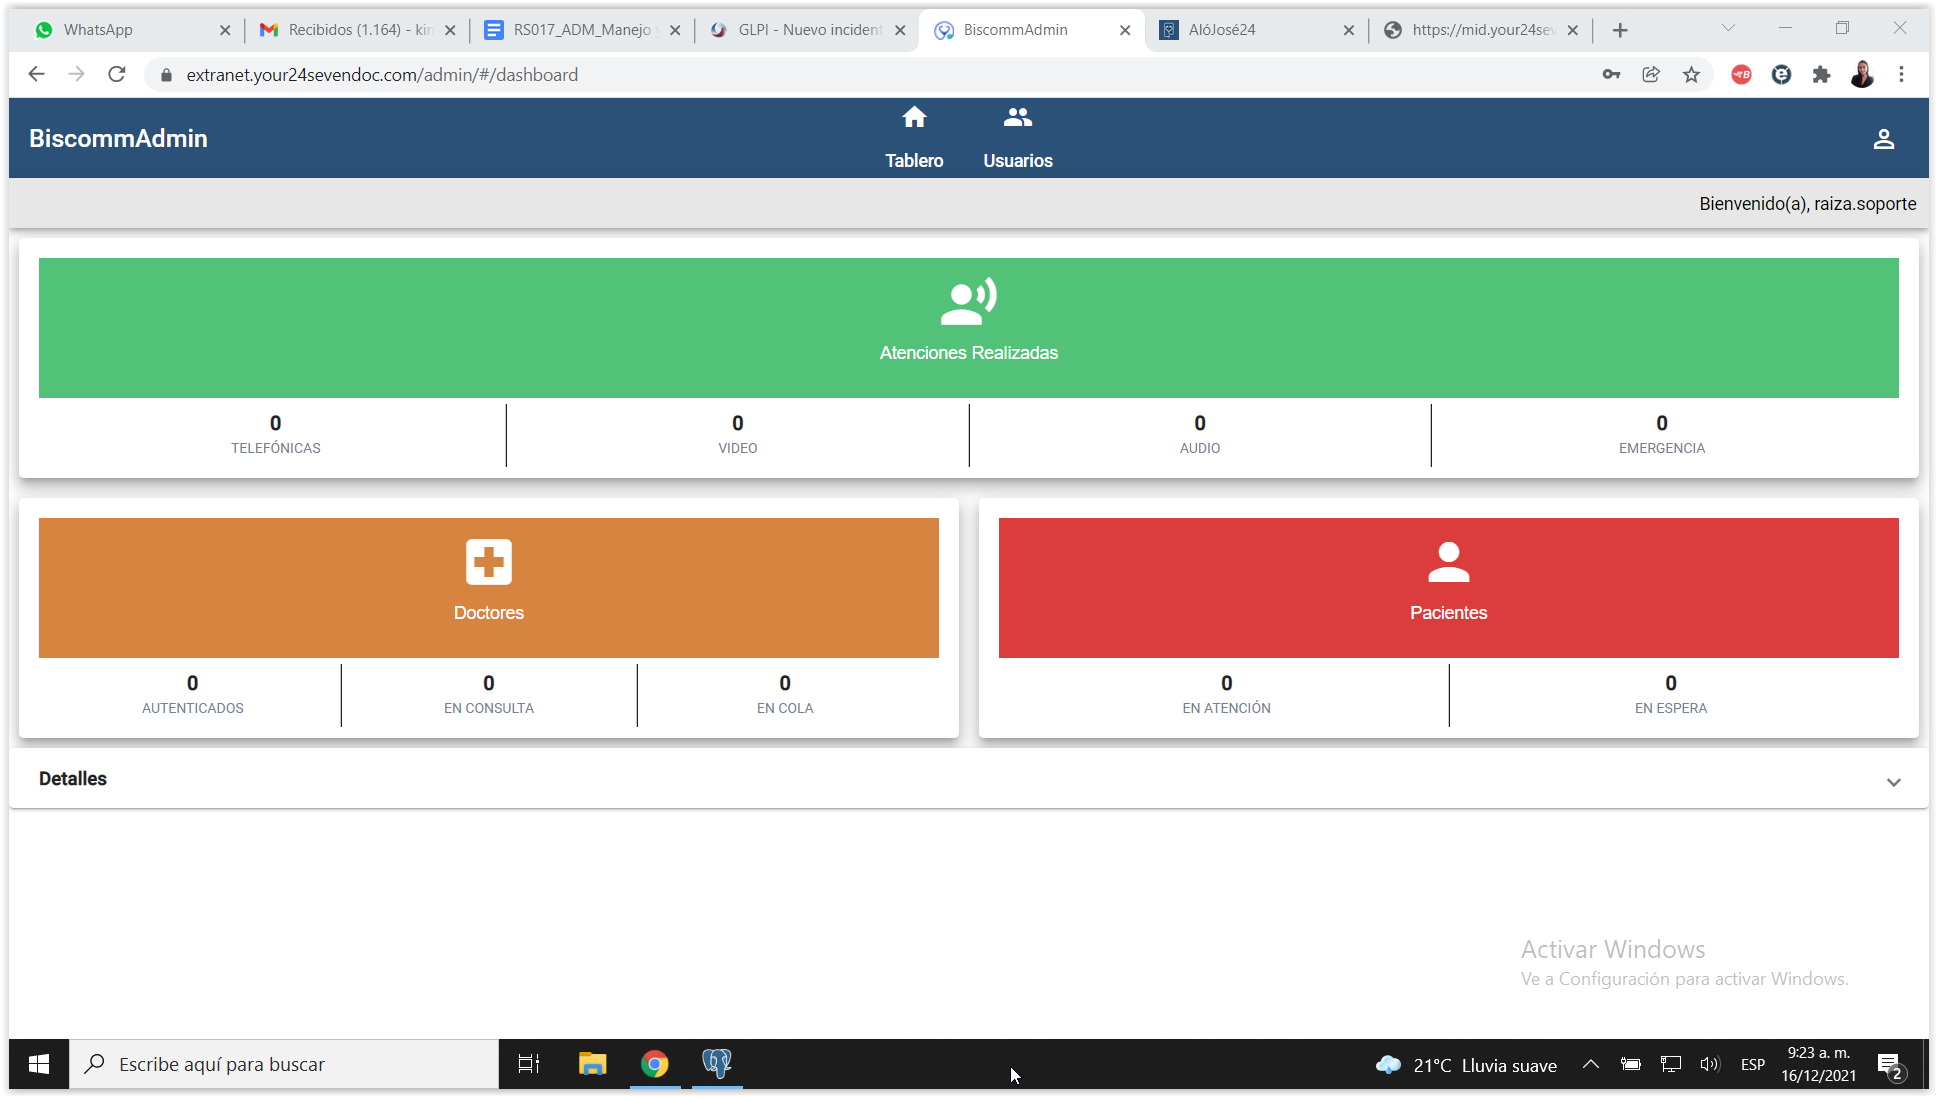 WhatsApp
Recibidos (1.164) - kin
RS017_ADM_Manejo y
GLPI - Nuevo incident
BiscommAdmin
AlóJosé24
https://mid.your24sev
extranet.your24sevendoc.com/admin/#/dashboard
BiscommAdmin
Tablero
Usuarios
Bienvenido(a), raiza.soporte
Atenciones Realizadas
0
TELEFÓNICAS
0
VIDEO
0
AUDIO
0
EMERGENCIA
Doctores
0
AUTENTICADOS
0
EN CONSULTA
0
EN COLA
Pacientes
0
EN ATENCIÓN
0
EN ESPERA
Detalles
Activar Windows
Ve a Configuración para activar Windows.
Escribe aquí para buscar
21°C Lluvia suave
ESP
9:23 a. m.
16/12/2021
2